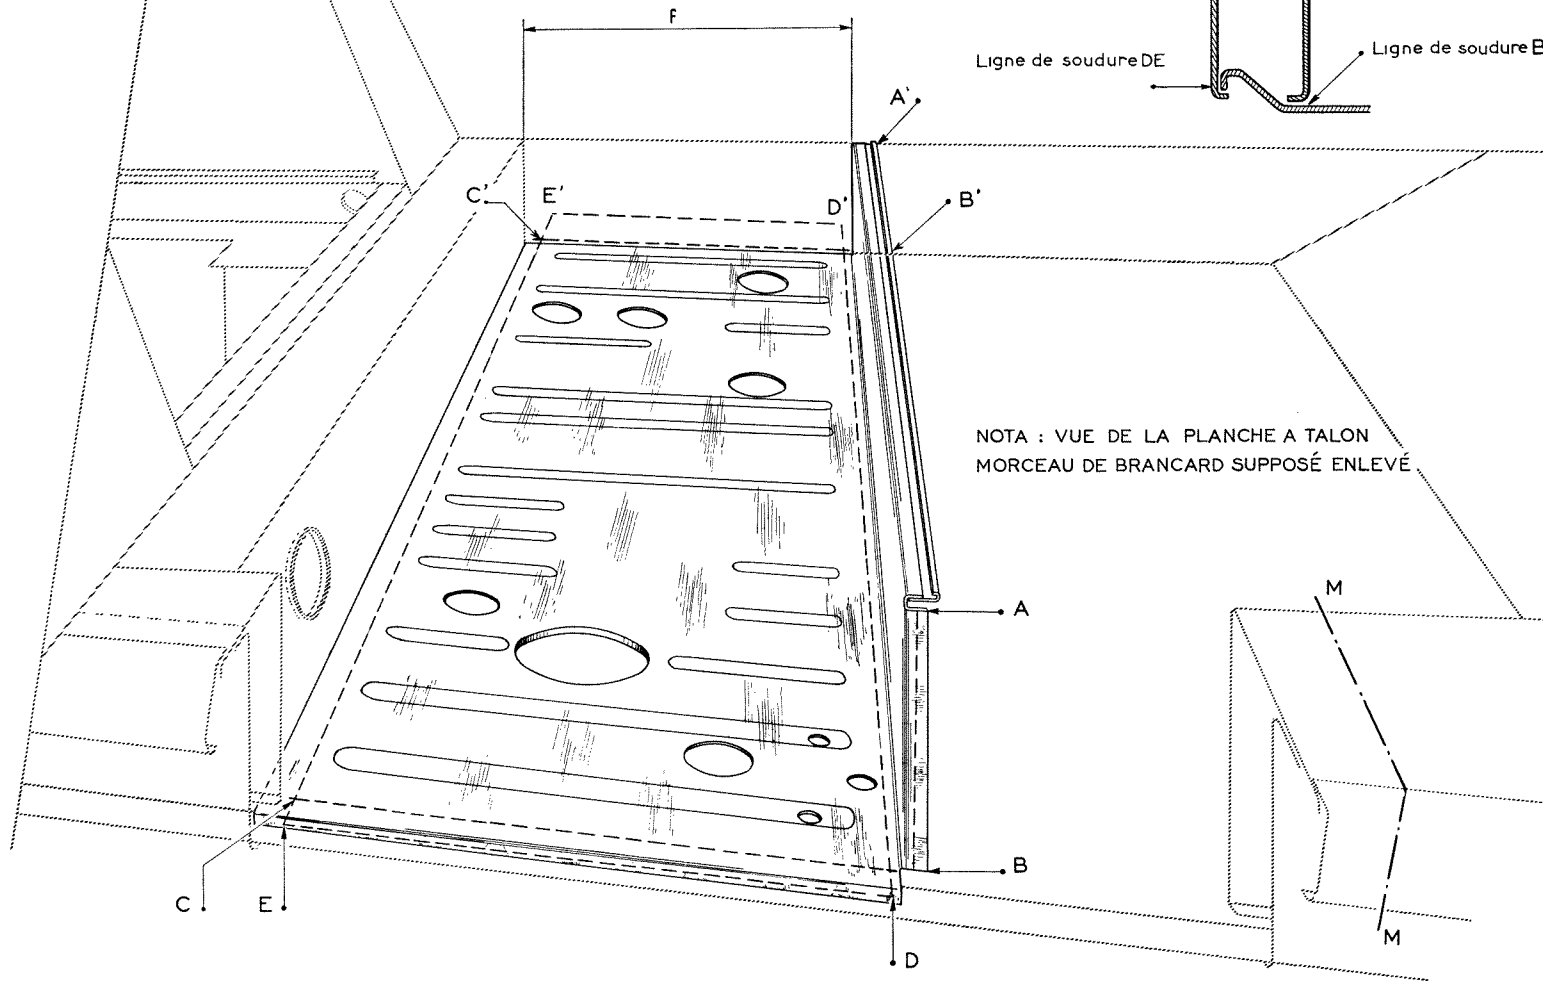 F
Ligne de soudure DE
Ligne de soudure B
A'
C'
E'
D'
B'
NOTA : VUE DE LA PLANCHE A TALON
MORCEAU DE BRANCARD SUPPOSÉ ENLEVÉ
M
A
B
C
E
M
D